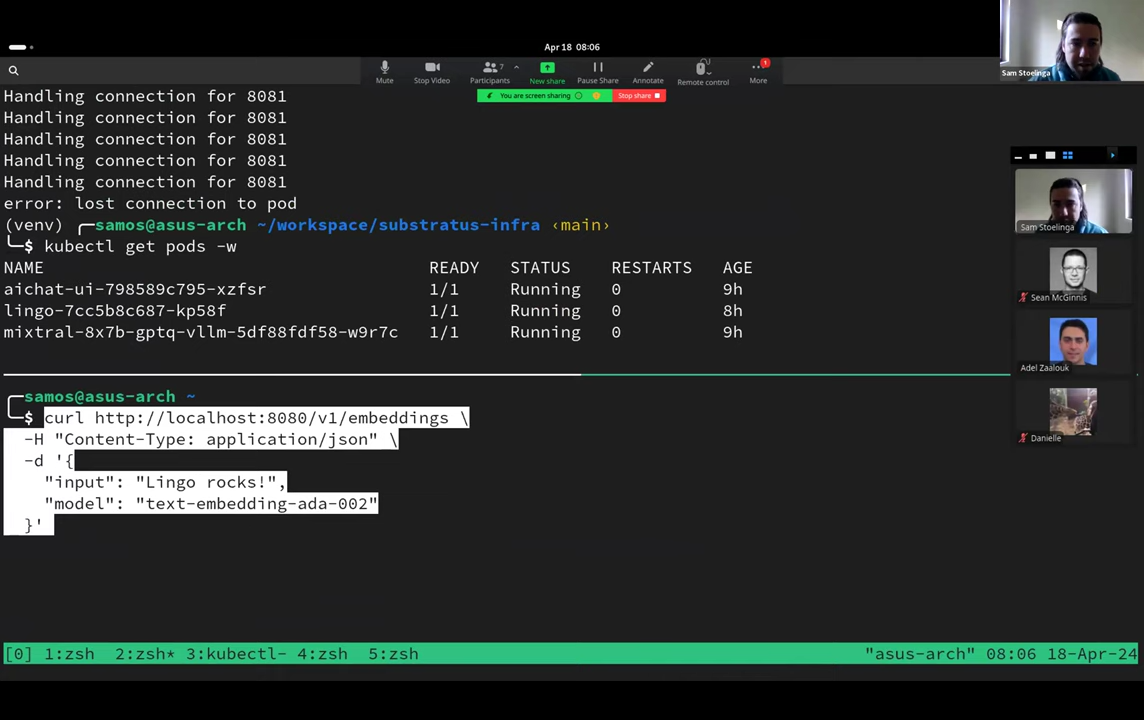 Apr 18 08:06
Sam Stoelinga
Mute
Stop Video
7
Participants
New share
Pause Share
Annotate
Remote control
1
More
You are screen sharing
Stop share
Handling connection for 8081
Handling connection for 8081
Handling connection for 8081
Handling connection for 8081
Handling connection for 8081
error: lost connection to pod
(venv) ╭─samos@asus-arch ~/workspace/substratus-infra ‹main›
╰─$ kubectl get pods -w
NAME READY STATUS RESTARTS AGE
aichat-ui-798589c795-xzfsr 1/1 Running 0 9h
lingo-7cc5b8c687-kp58f 1/1 Running 0 8h
mixtral-8x7b-gptq-vllm-5df88fdf58-w9r7c 1/1 Running 0 9h
╭─samos@asus-arch ~
╰─$ curl http://localhost:8080/v1/embeddings \
-H "Content-Type: application/json" \
-d '{
"input": "Lingo rocks!",
"model": "text-embedding-ada-002"
}'
Sam Stoelinga
Sean McGinnis
Adel Zaalouk
Danielle
[0] 1:zsh 2:zsh* 3:kubectl- 4:zsh 5:zsh "asus-arch" 08:06 18-Apr-24